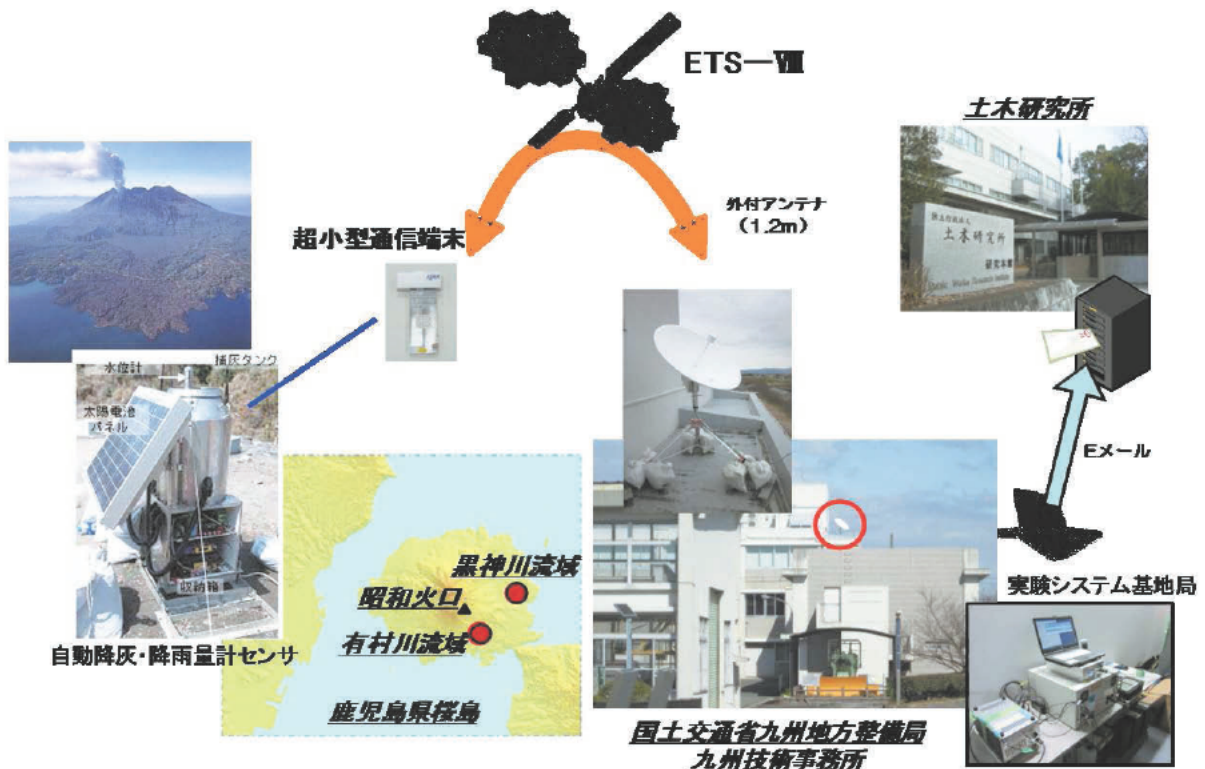 ETS-Ⅷ
土木研究所
外付アンテナ
(1.2m)
超小型通信端末
土木研究所
研究本館
水位計
捕灰タンク
太陽電池
パネル
収納箱
自動降灰・降雨量計センサ
黒神川流域
昭和火口
有村川流域
鹿児島県桜島
Eメール
実験システム基地局
国土交通省九州地方整備局
九州技術事務所